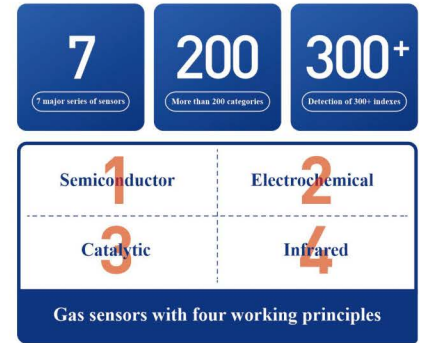 7
7 major series of sensors
200
More than 200 categories
300+
Detection of 300+ indexes
1
Semiconductor
2
Electrochemical
3
Catalytic
4
Infrared
Gas sensors with four working principles